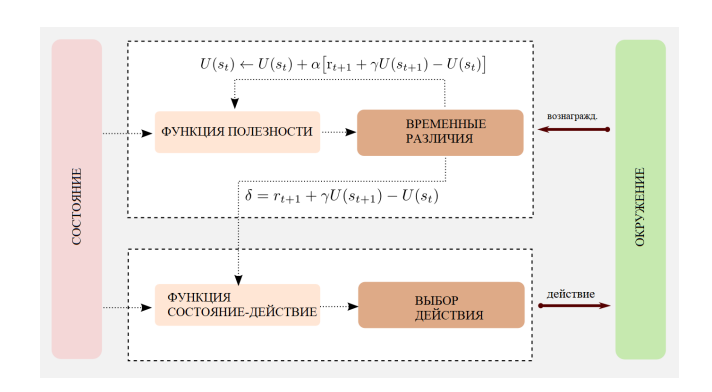 U(s_t) ← U(s_t) + α[r_{t+1} + γU(s_{t+1}) − U(s_t)]
СОСТОЯНИЕ
ФУНКЦИЯ ПОЛЕЗНОСТИ
ВРЕМЕННЫЕ
РАЗЛИЧИЯ
вознагражд.
ОКРУЖЕНИЕ
δ = r_{t+1} + γU(s_{t+1}) − U(s_t)
ФУНКЦИЯ
СОСТОЯНИЕ-ДЕЙСТВИЕ
ВЫБОР
ДЕЙСТВИЯ
действие